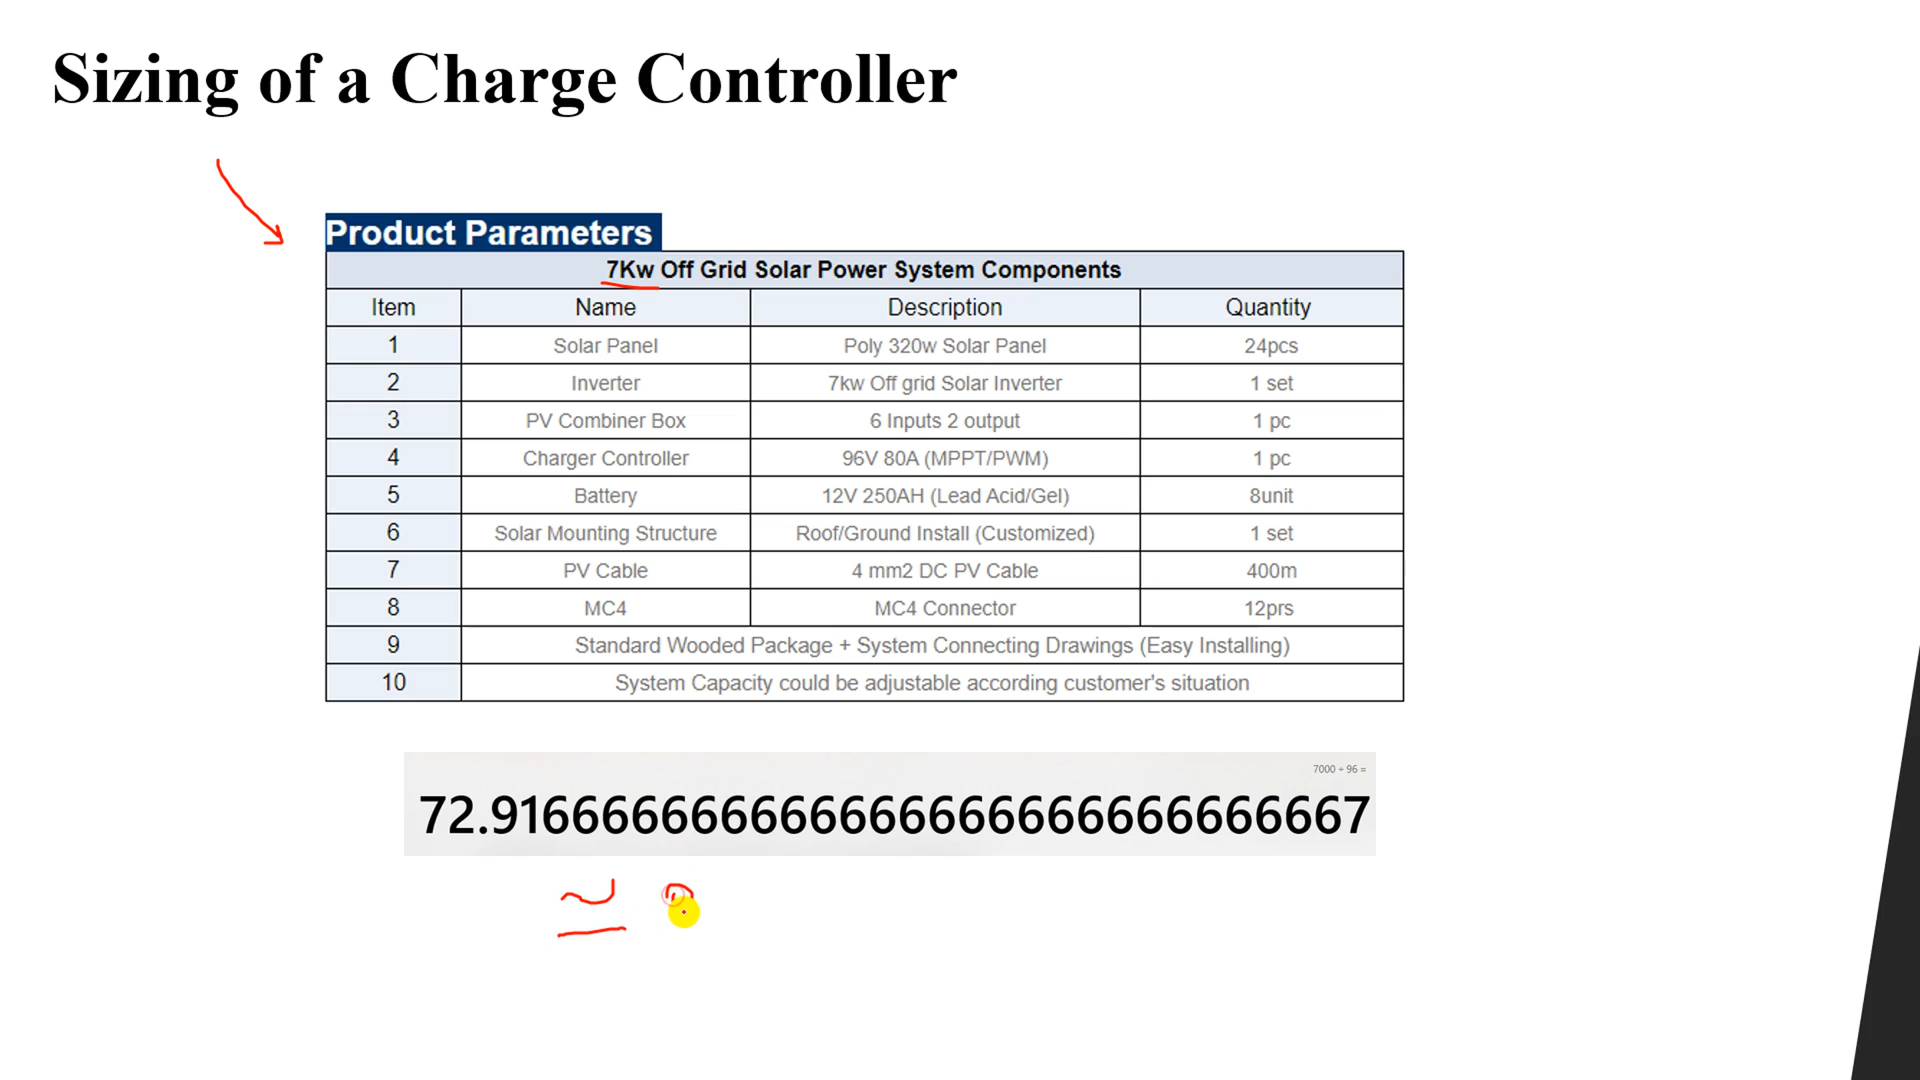 Sizing of a Charge Controller
Product Parameters
7Kw Off Grid Solar Power System Components
Item Name Description Quantity
1 Solar Panel Poly 320w Solar Panel 24pcs
2 Inverter 7kw Off grid Solar Inverter 1 set
3 PV Combiner Box 6 Inputs 2 output 1 pc
4 Charger Controller 96V 80A (MPPT/PWM) 1 pc
5 Battery 12V 250AH (Lead Acid/Gel) 8unit
6 Solar Mounting Structure Roof/Ground Install (Customized) 1 set
7 PV Cable 4 mm2 DC PV Cable 400m
8 MC4 MC4 Connector 12prs
9 Standard Wooded Package + System Connecting Drawings (Easy Installing)
10 System Capacity could be adjustable according customer's situation
7000 ÷ 96 =
72.916666666666666666666666666667